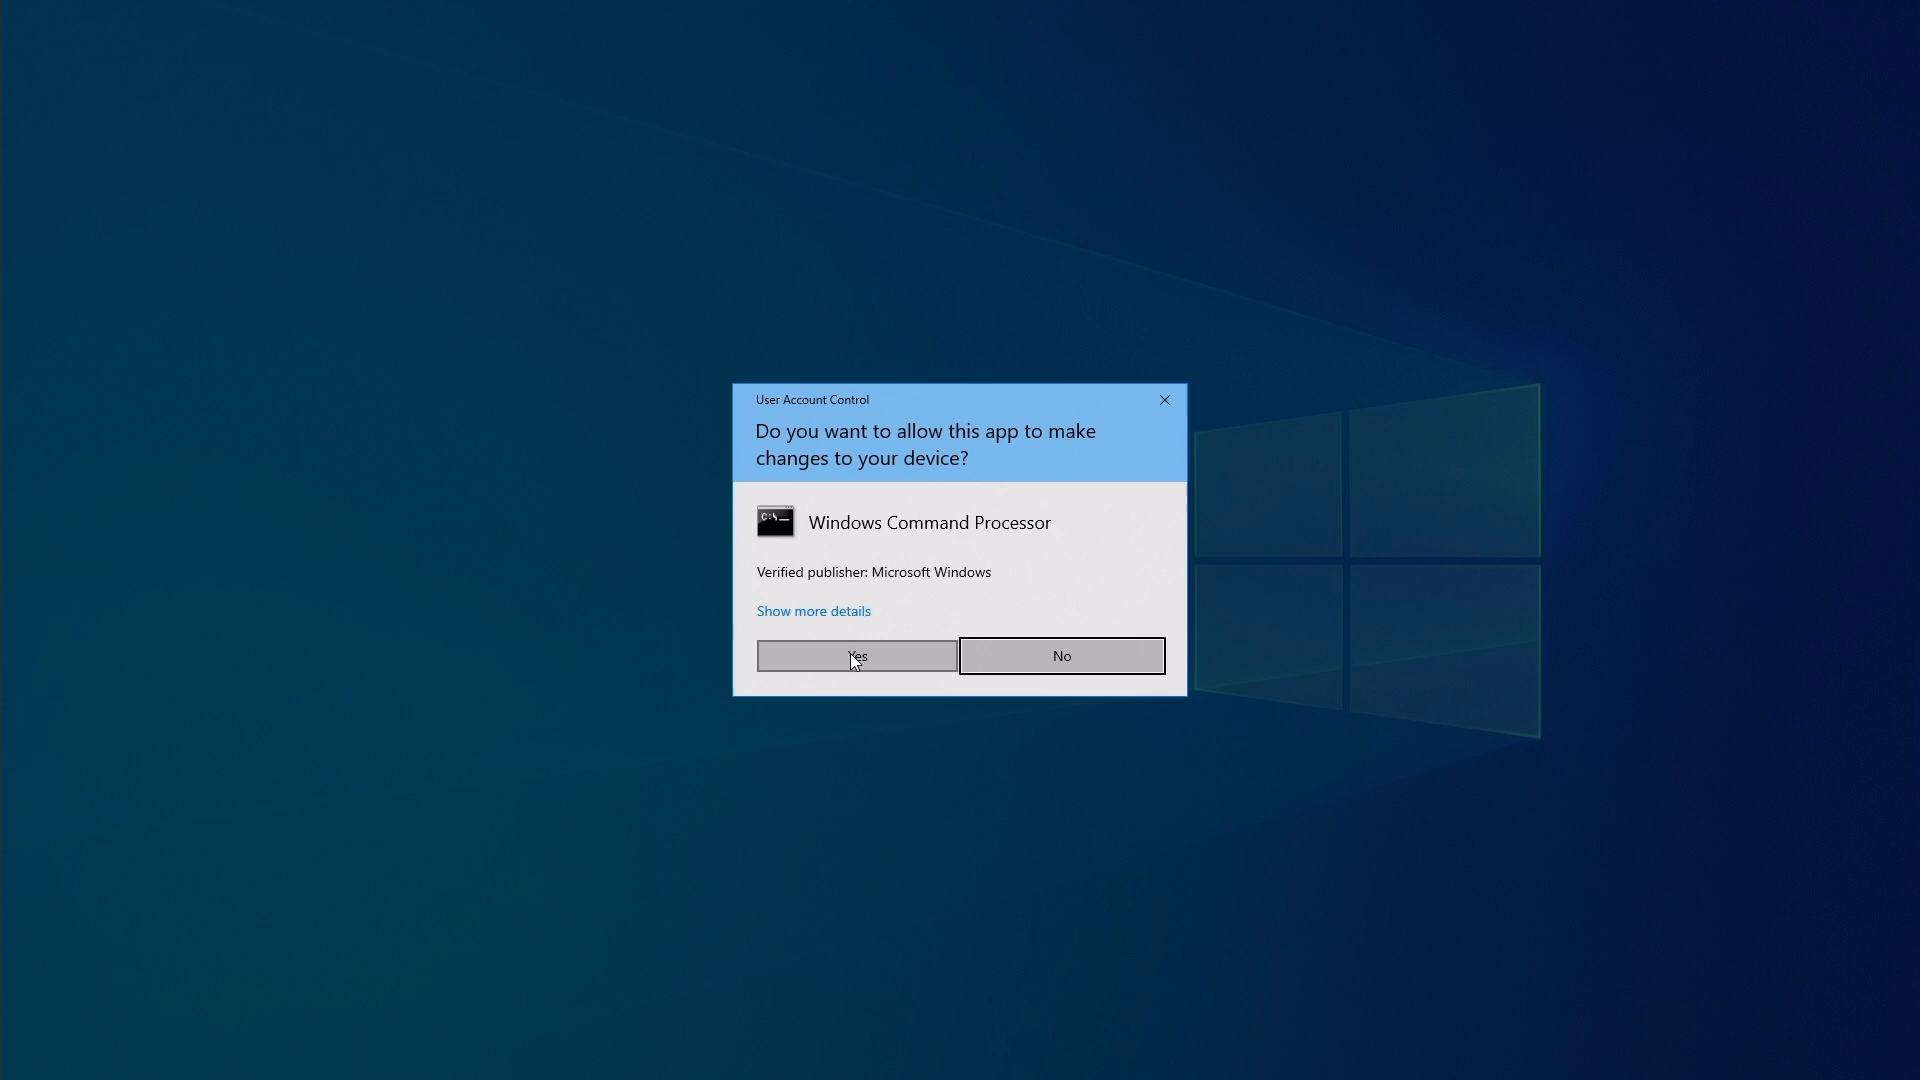 User Account Control
Do you want to allow this app to make
changes to your device?
C:\_
Windows Command Processor
Verified publisher: Microsoft Windows
Show more details
Yes
No